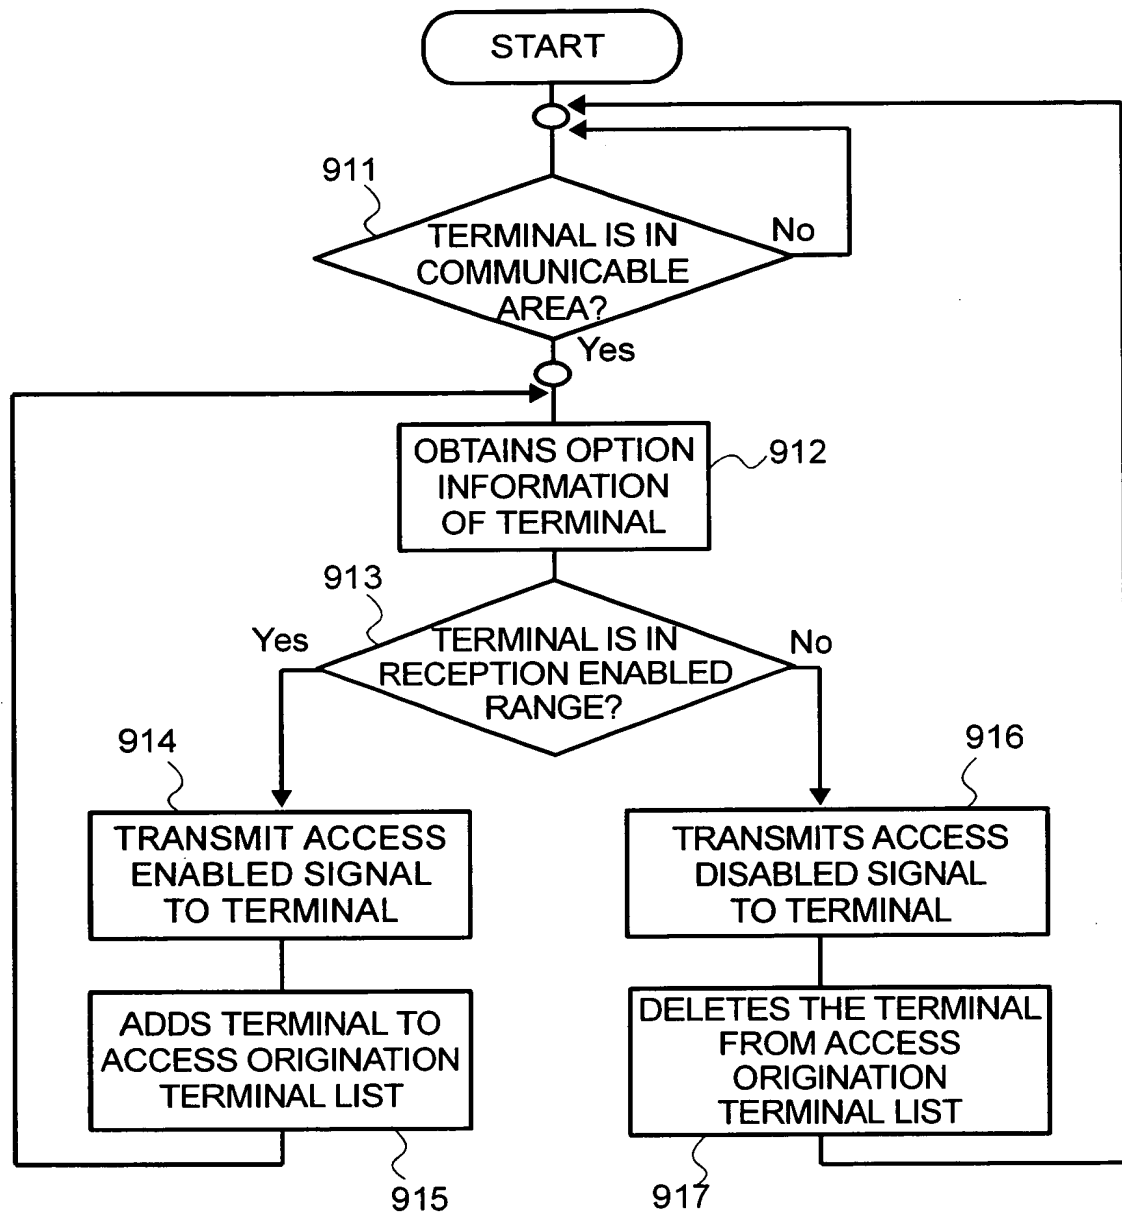 START
911
TERMINAL IS IN
COMMUNICABLE
AREA?
No
Yes
OBTAINS OPTION
INFORMATION
OF TERMINAL
912
913
TERMINAL IS IN
RECEPTION ENABLED
RANGE?
Yes
No
914
TRANSMIT ACCESS
ENABLED SIGNAL
TO TERMINAL
916
TRANSMITS ACCESS
DISABLED SIGNAL
TO TERMINAL
ADDS TERMINAL TO
ACCESS ORIGINATION
TERMINAL LIST
915
DELETES THE TERMINAL
FROM ACCESS
ORIGINATION
TERMINAL LIST
917